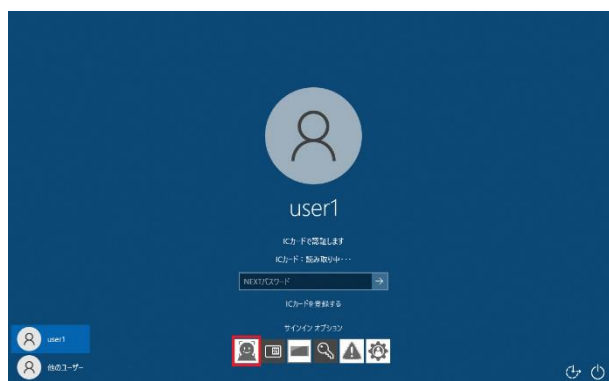 user1
ICカードで認証します
ICカード：読み取り中・・・
NEXTパスワード
ICカードを登録する
サインイン オプション
user1
他のユーザー